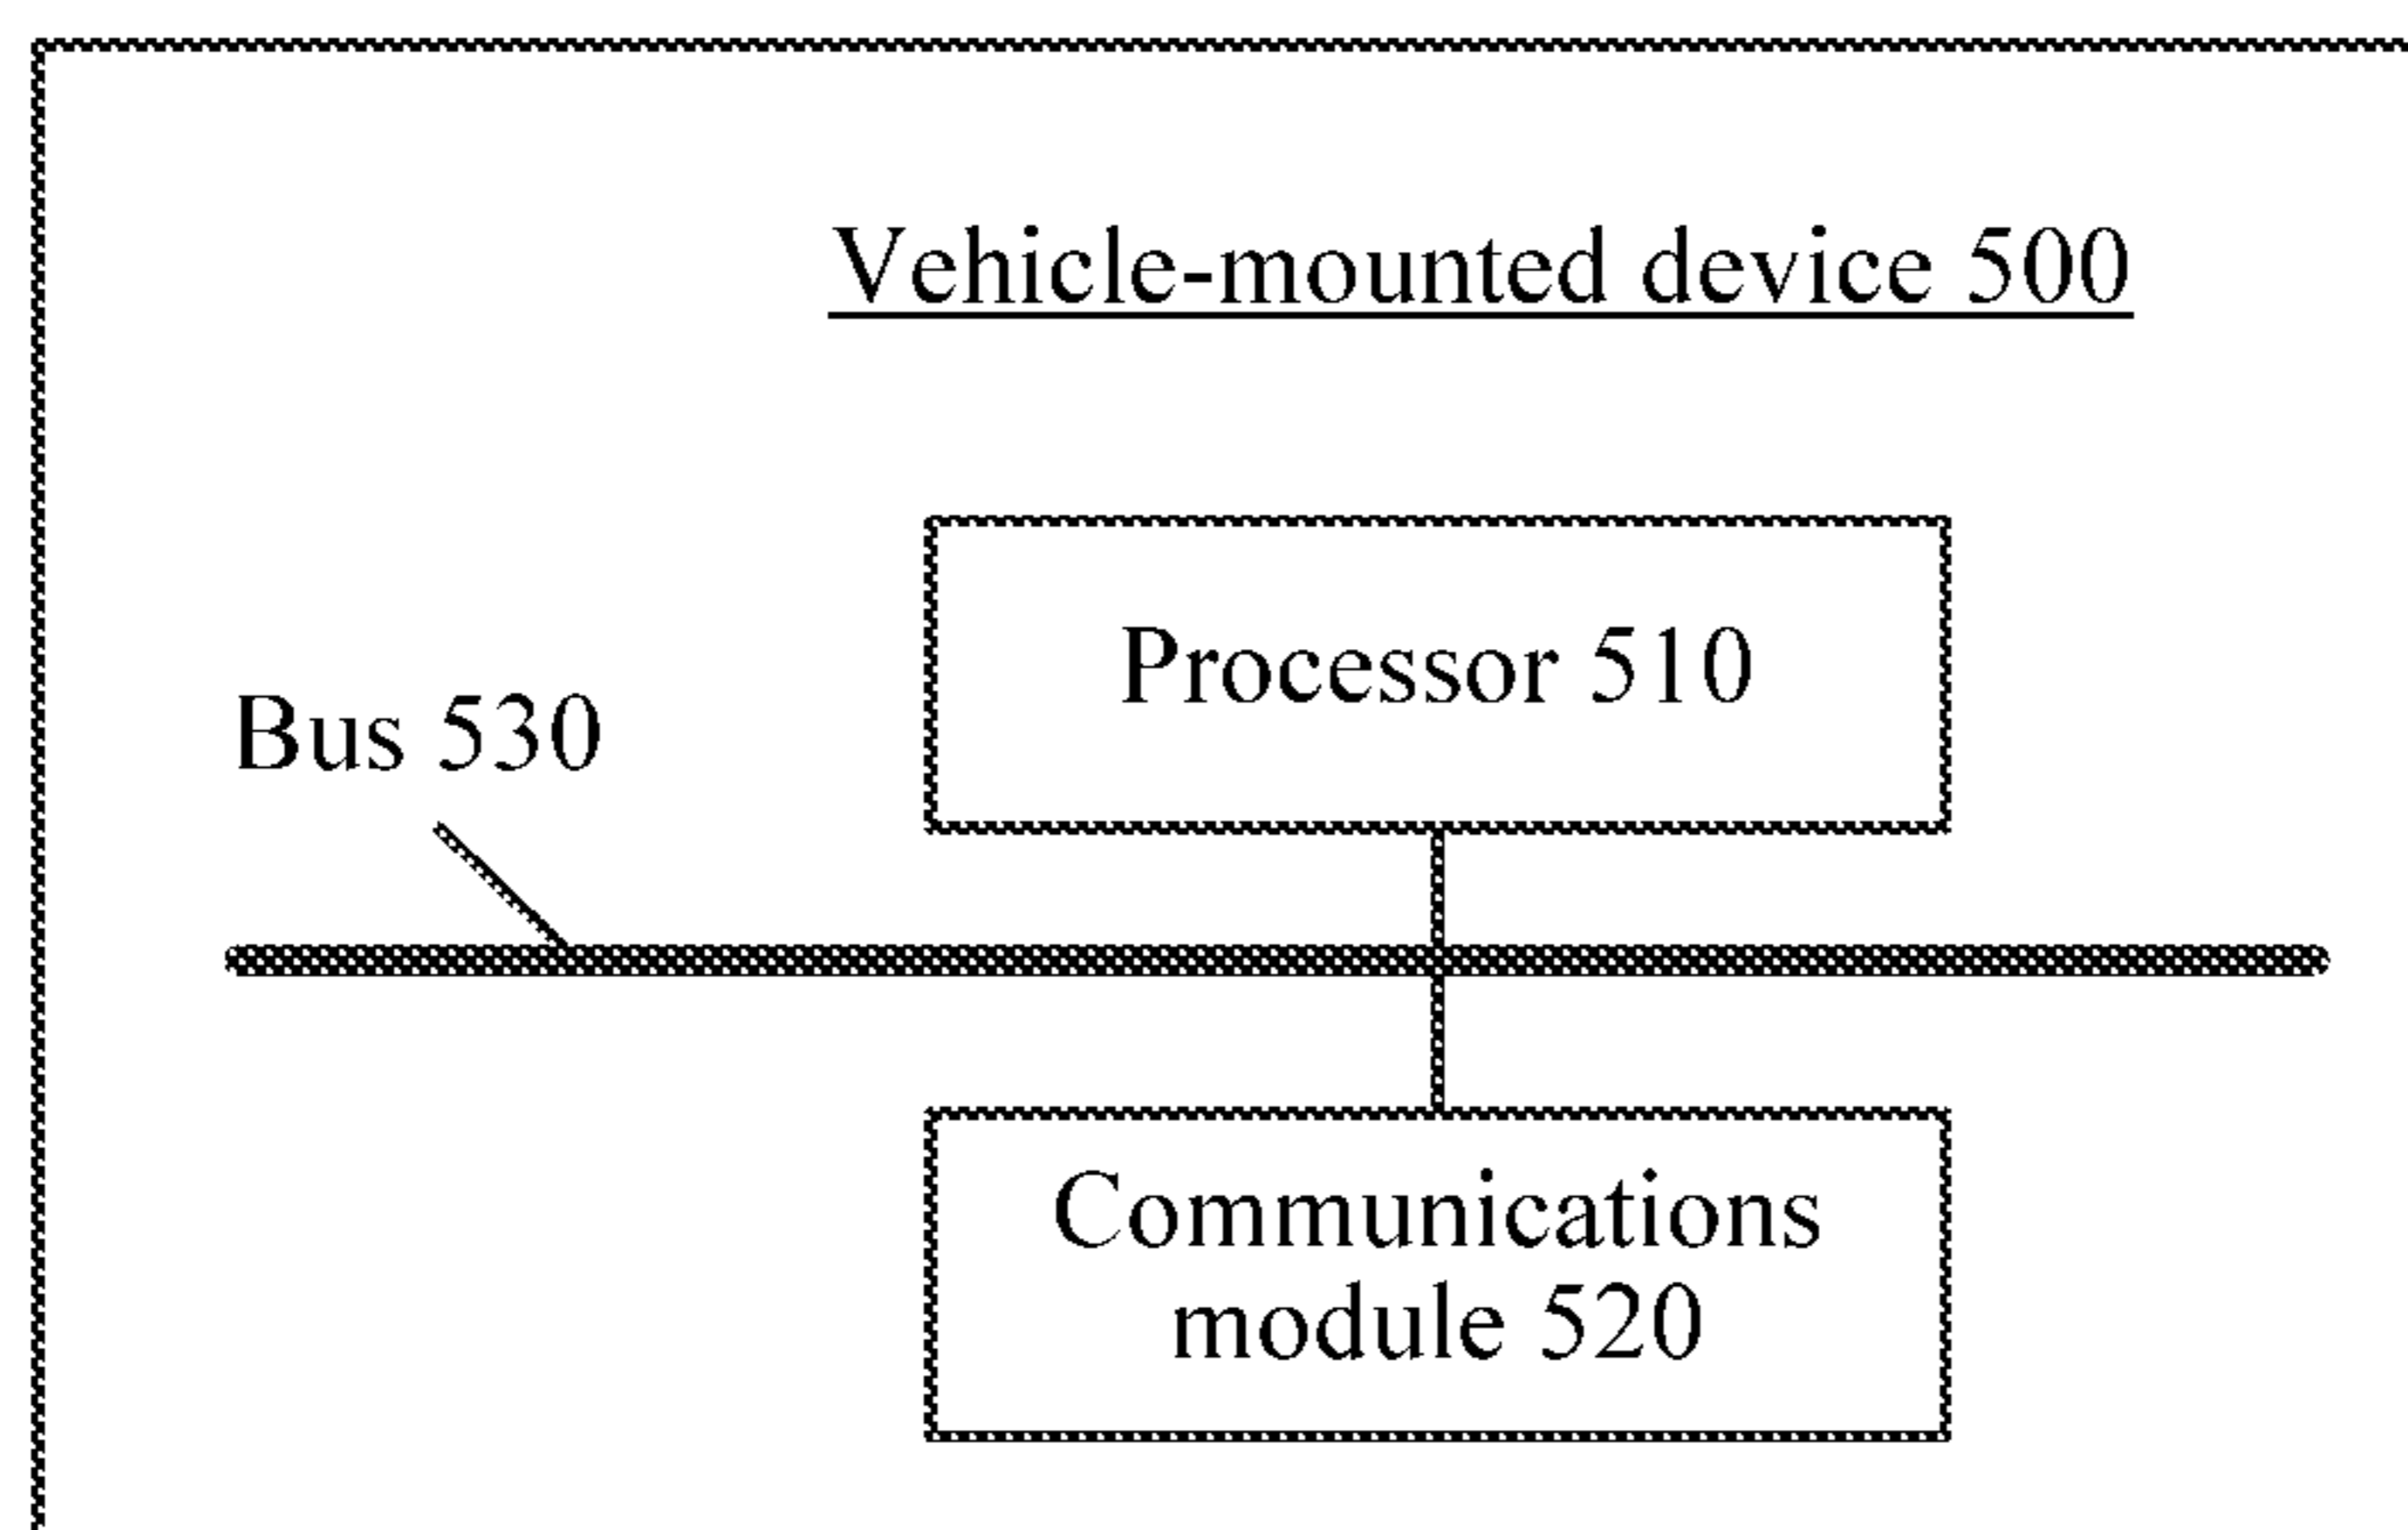 Vehicle-mounted device 500
Processor 510
Bus 530
Communications
module 520